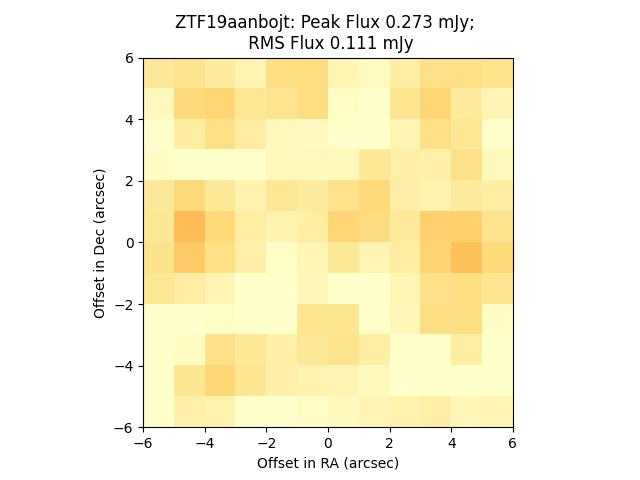 ZTF19aanbojt: Peak Flux 0.273 mJy;
RMS Flux 0.111 mJy
6
4
2
0
−2
−4
−6
Offset in Dec (arcsec)
−6 −4 −2 0 2 4 6
Offset in RA (arcsec)